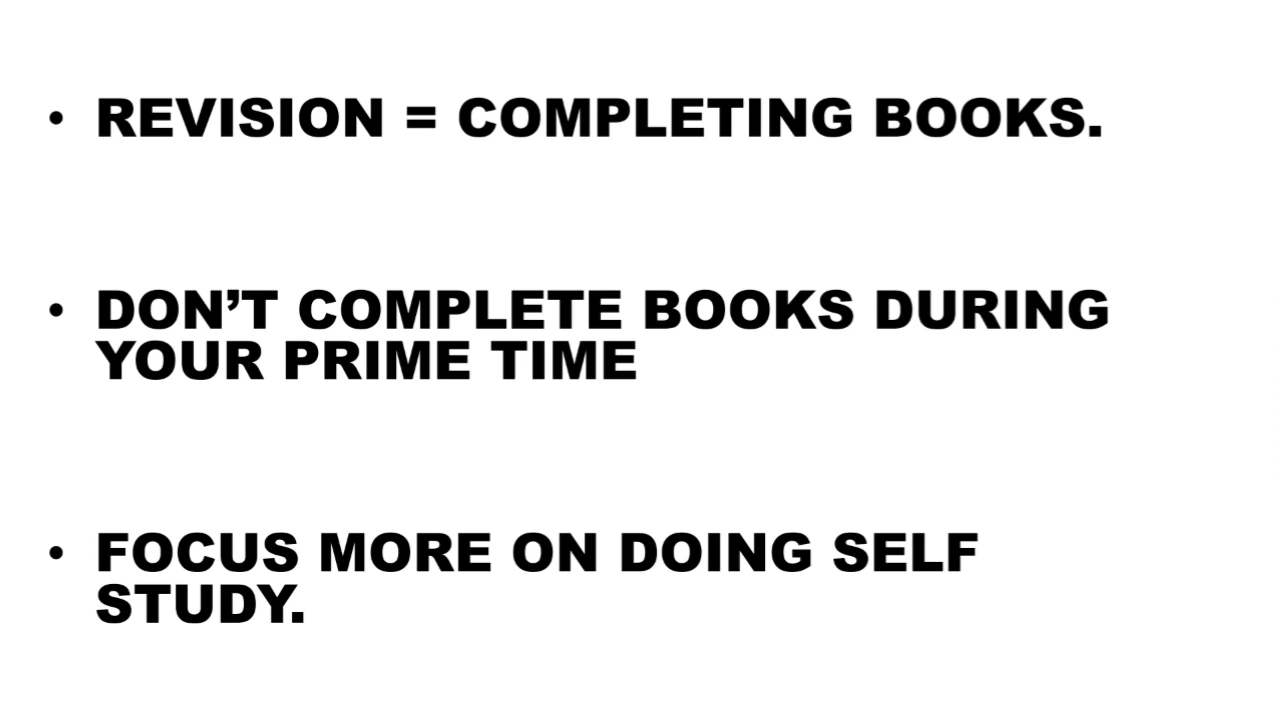 • REVISION = COMPLETING BOOKS.
• DON’T COMPLETE BOOKS DURING
YOUR PRIME TIME
• FOCUS MORE ON DOING SELF
STUDY.